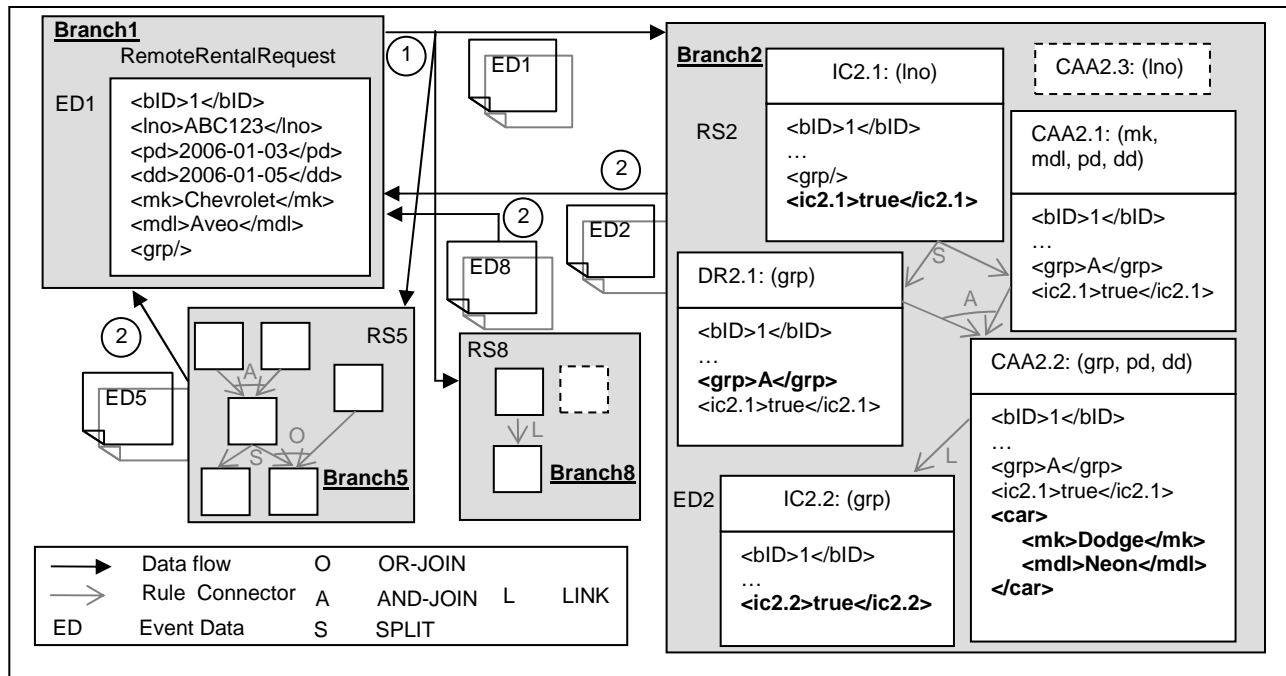 Branch1
RemoteRentalRequest
ED1
<bID>1</bID>
<lno>ABC123</lno>
<pd>2006-01-03</pd>
<dd>2006-01-05</dd>
<mk>Chevrolet</mk>
<mdl>Aveo</mdl>
<grp/>
1
ED1
2
ED2
2
ED8
2
ED5
RS5
A
O
S
Branch5
RS8
L
Branch8
Branch2
RS2
IC2.1: (lno)
<bID>1</bID>
…
<grp/>
<ic2.1>true</ic2.1>
CAA2.3: (lno)
CAA2.1: (mk,
mdl, pd, dd)
<bID>1</bID>
…
<grp>A</grp>
<ic2.1>true</ic2.1>
S
A
DR2.1: (grp)
<bID>1</bID>
…
<grp>A</grp>
<ic2.1>true</ic2.1>
CAA2.2: (grp, pd, dd)
<bID>1</bID>
…
<grp>A</grp>
<ic2.1>true</ic2.1>
<car>
<mk>Dodge</mk>
<mdl>Neon</mdl>
</car>
L
ED2
IC2.2: (grp)
<bID>1</bID>
…
<ic2.2>true</ic2.2>
Data flow O OR-JOIN
Rule Connector A AND-JOIN L LINK
ED Event Data S SPLIT